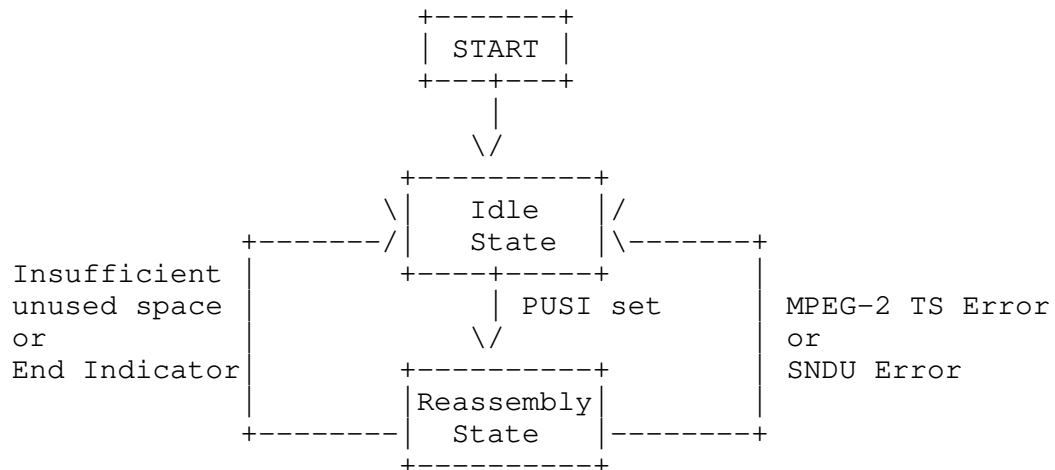 START
Idle
State
Insufficient
unused space
PUSI set
MPEG-2 TS Error
or
or
End Indicator
SNDU Error
Reassembly
State